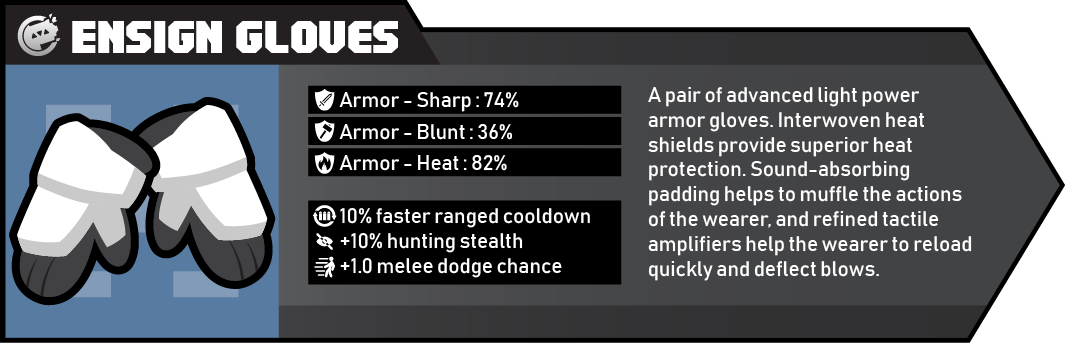 ENSIGN GLOVES
Armor - Sharp : 74%
Armor - Blunt : 36%
Armor - Heat : 82%
10% faster ranged cooldown
+10% hunting stealth
+1.0 melee dodge chance
A pair of advanced light power
armor gloves. Interwoven heat
shields provide superior heat
protection. Sound-absorbing
padding helps to muffle the actions
of the wearer, and refined tactile
amplifiers help the wearer to reload
quickly and deflect blows.